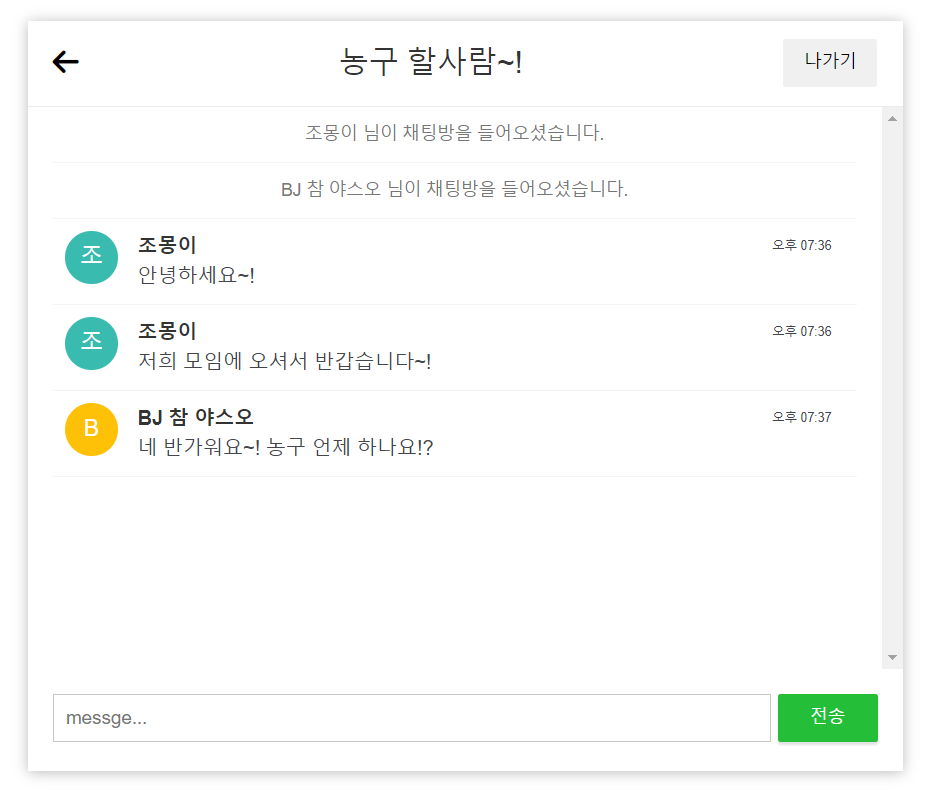 농구 할사람~!
나가기
조몽이 님이 채팅방을 들어오셨습니다.
BJ 참 야스오 님이 채팅방을 들어오셨습니다.
조
조몽이
오후 07:36
안녕하세요~!
조
조몽이
오후 07:36
저희 모임에 오셔서 반갑습니다~!
B
BJ 참 야스오
오후 07:37
네 반가워요~! 농구 언제 하나요!?
messge...
전송